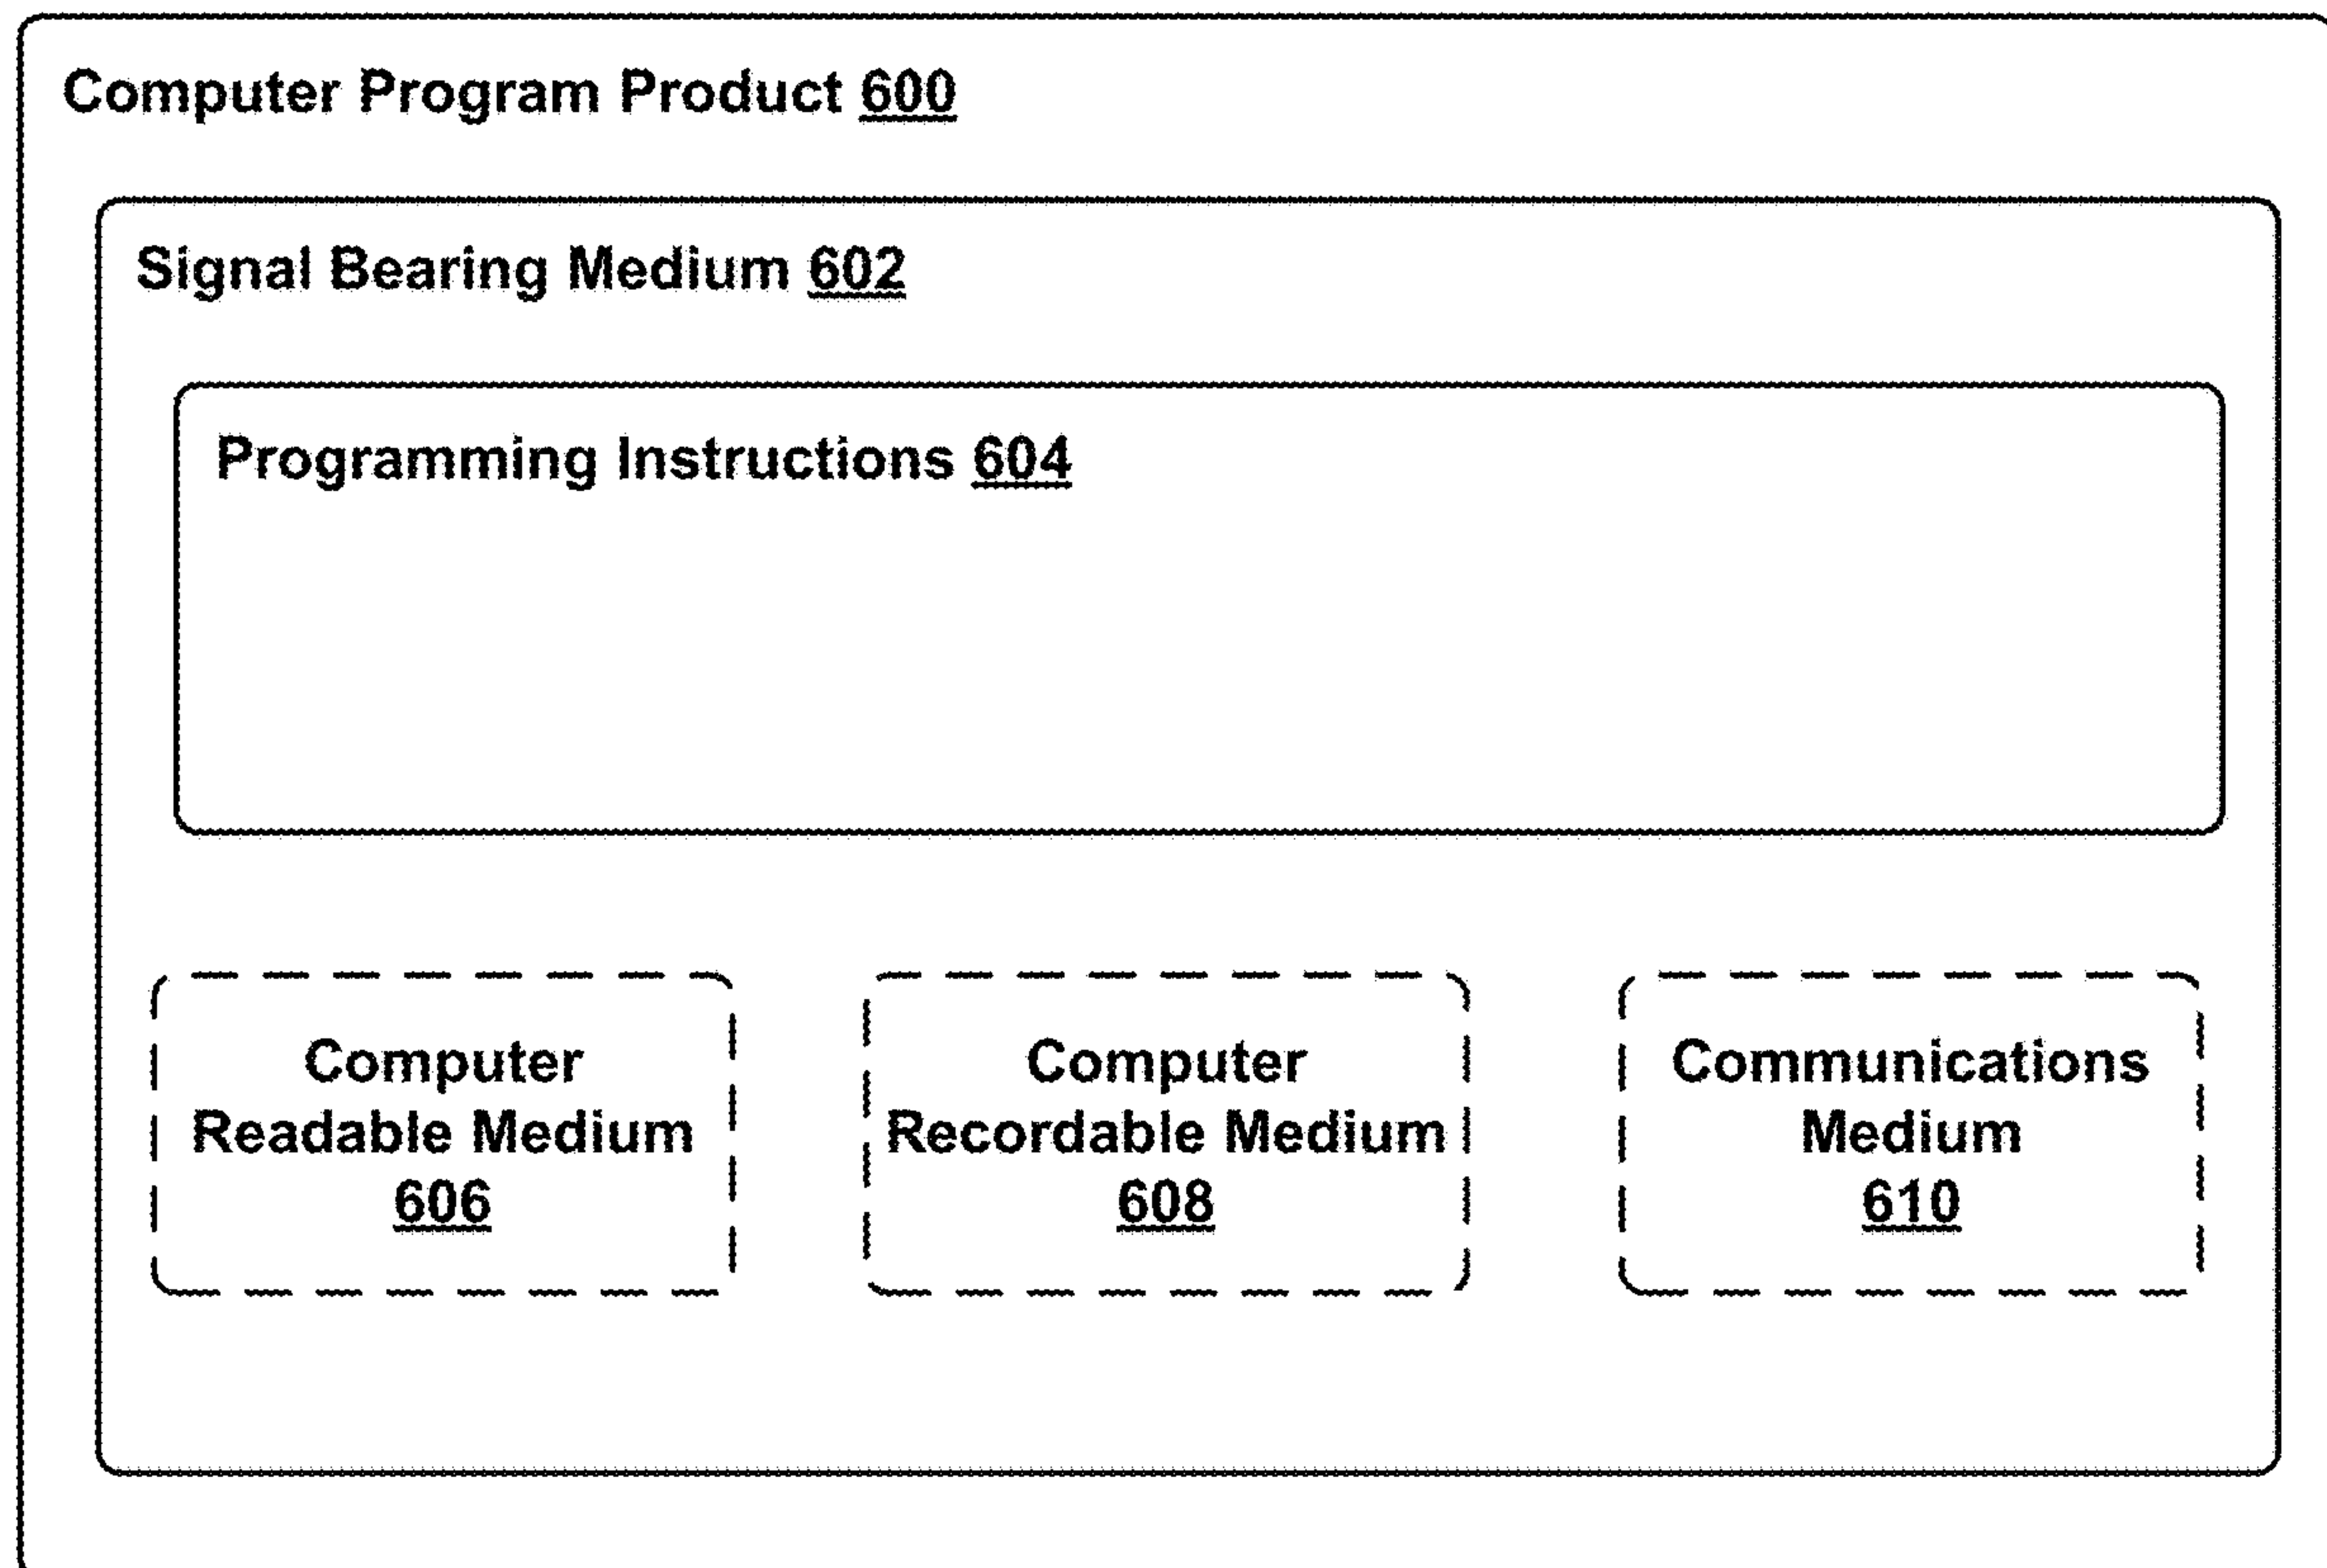 Computer Program Product 600
Signal Bearing Medium 602
Programming Instructions 604
Computer
Readable Medium
606
Computer
Recordable Medium
608
Communications
Medium
610